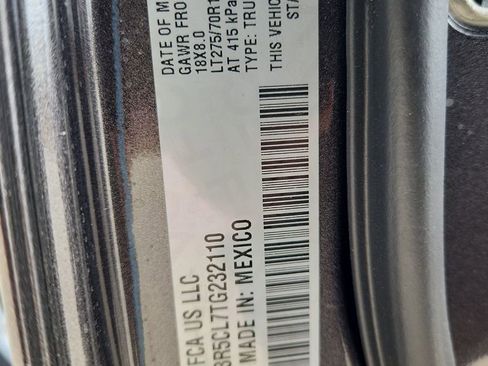 DATE OF M
GAWR FRO
18X8.0
LT275/70R1
AT 415 kPa
TYPE: TRU
THIS VEHIC
STA
FCA US LLC
3R5CL7TG232110
MADE IN: MEXICO